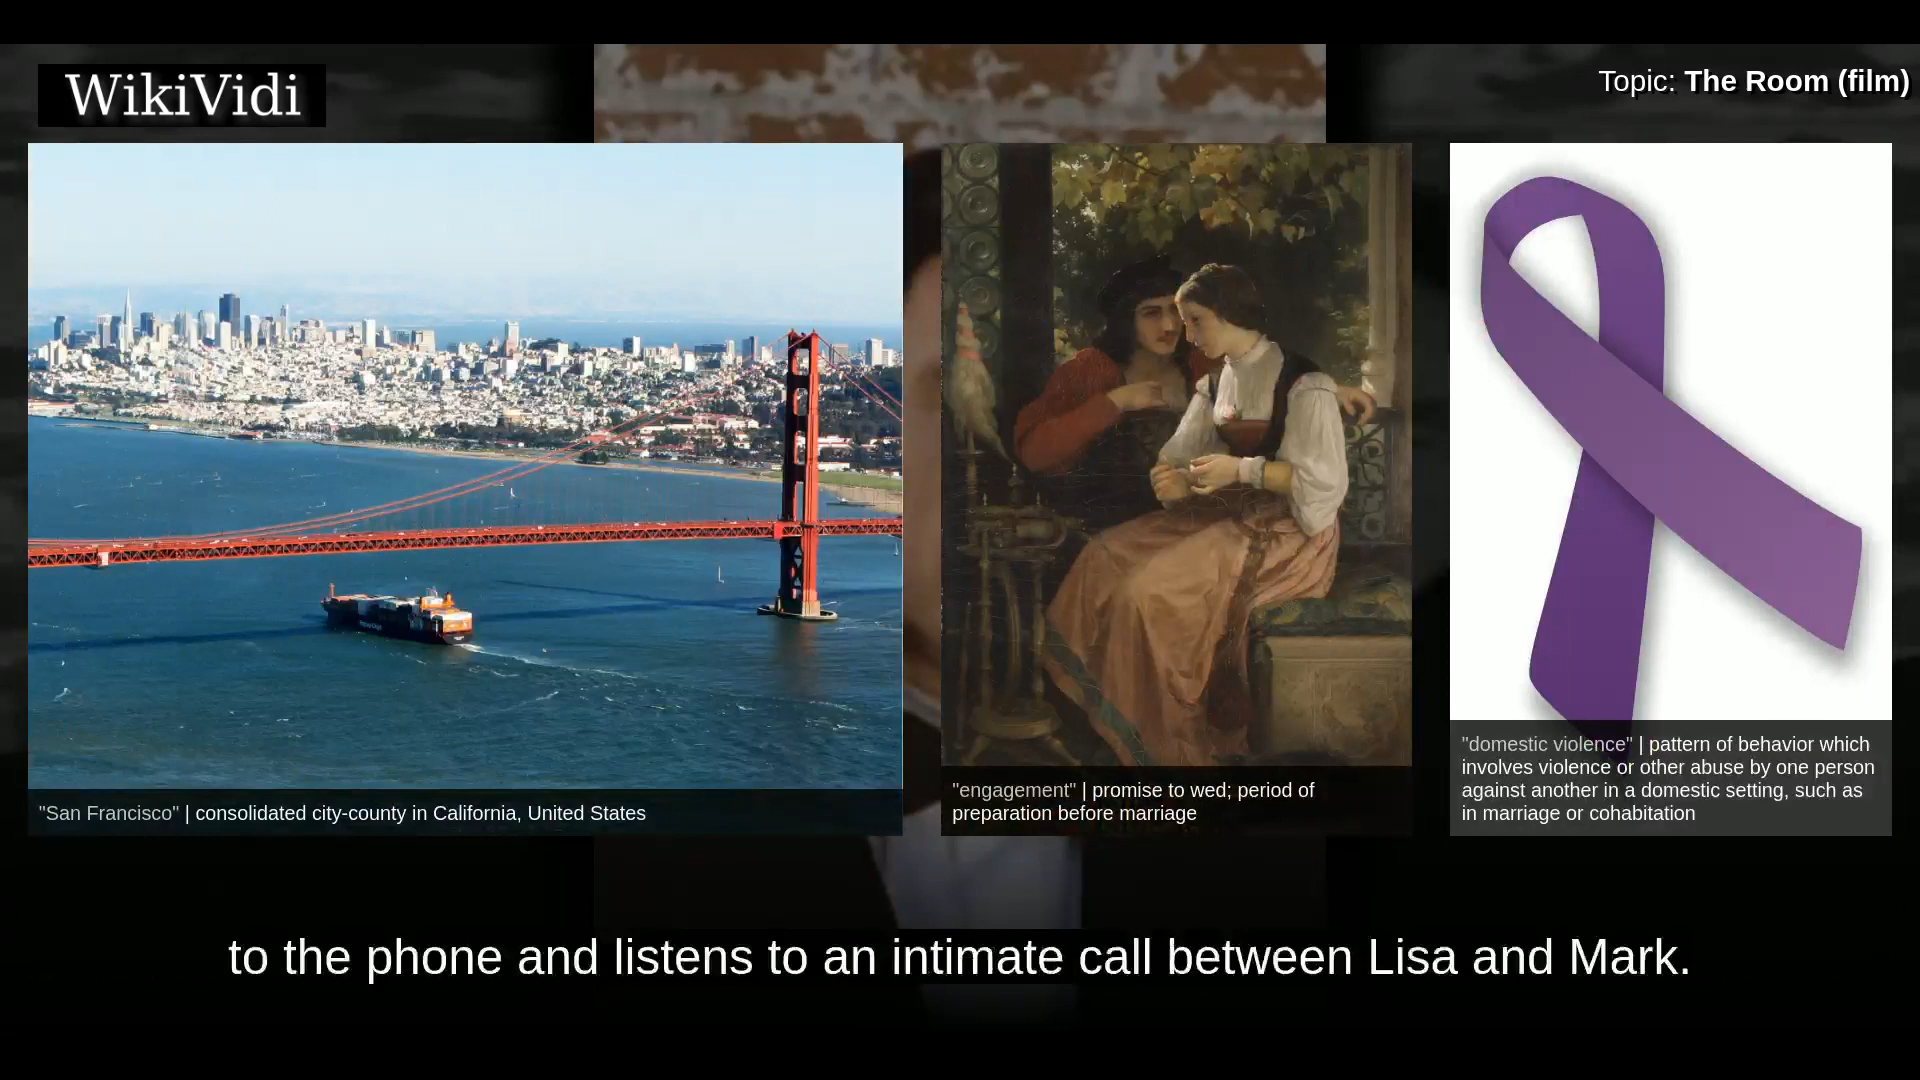 WikiVidi
Topic: The Room (film)
"San Francisco" | consolidated city-county in California, United States
"engagement" | promise to wed; period of
preparation before marriage
"domestic violence" | pattern of behavior which
involves violence or other abuse by one person
against another in a domestic setting, such as
in marriage or cohabitation
to the phone and listens to an intimate call between Lisa and Mark.